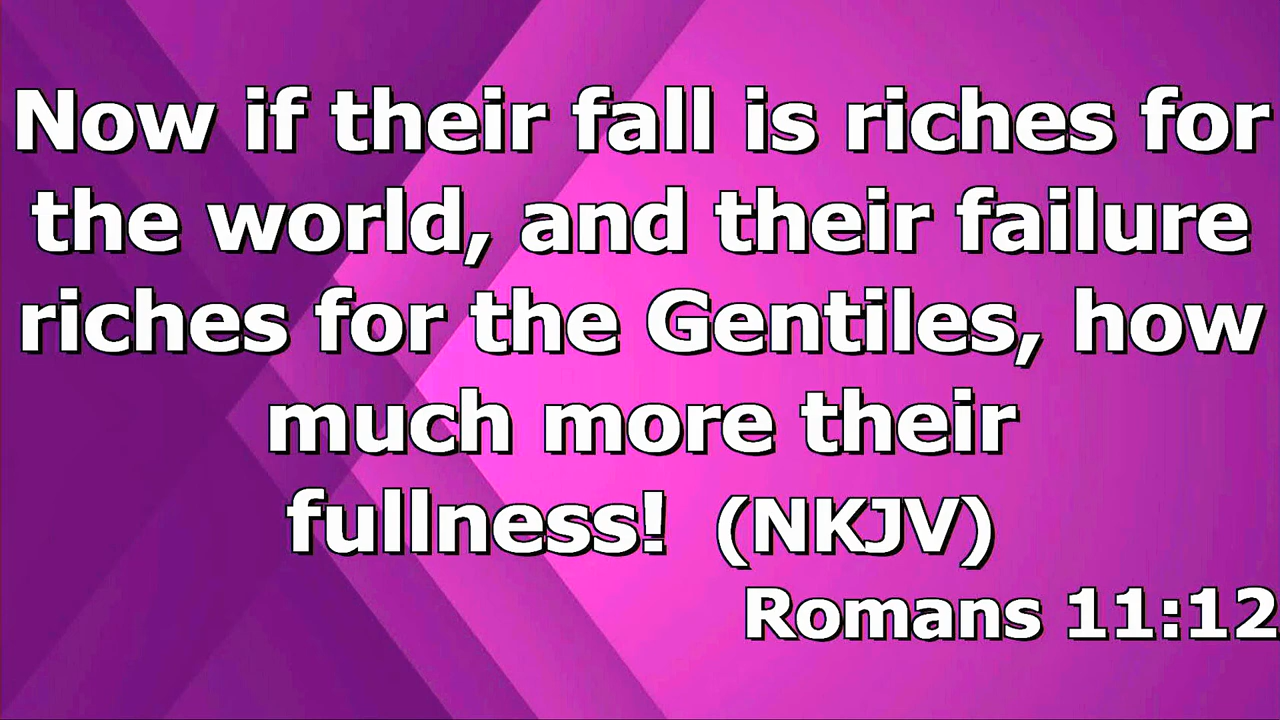 Now if their fall is riches for
the world, and their failure
riches for the Gentiles, how
much more their
fullness!  (NKJV)
Romans 11:12